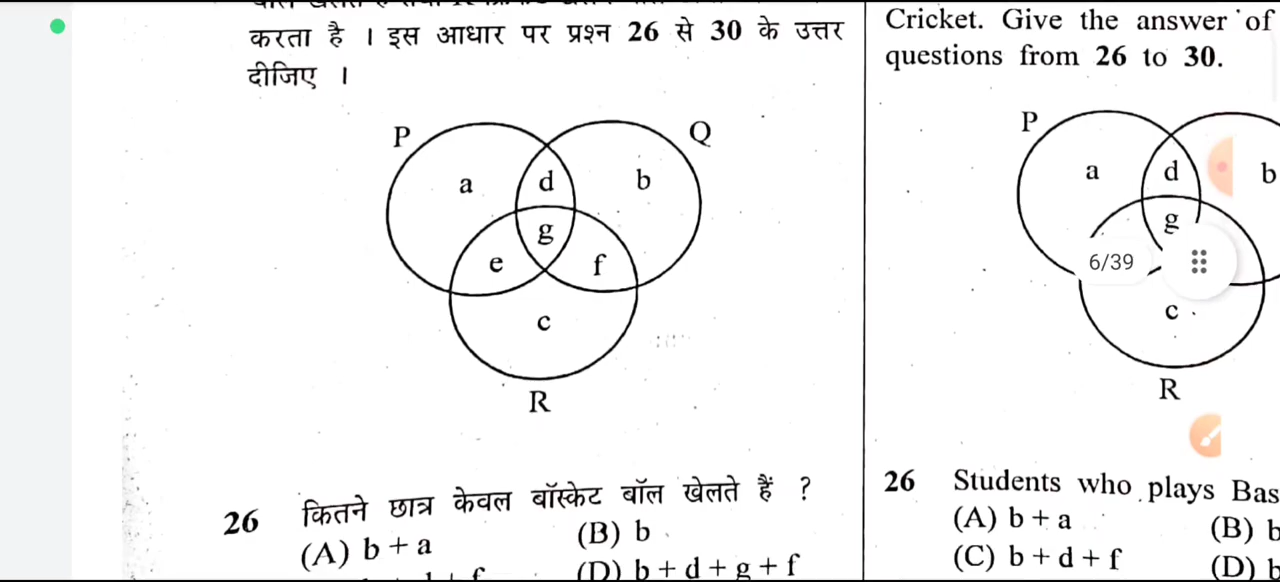 करता है । इस आधार पर प्रश्न 26 से 30 के उत्तर
दीजिए ।
P
Q
a
d
b
g
e
f
c
R
26 कितने छात्र केवल बॉस्केट बॉल खेलते हैं ?
(A) b + a
(B) b
(D) b + d + g + f
Cricket. Give the answer of
questions from 26 to 30.
P
a
d
b
g
6/39
c
R
26 Students who plays
(A) b + a
(B)
(C) b + d + f
(D)